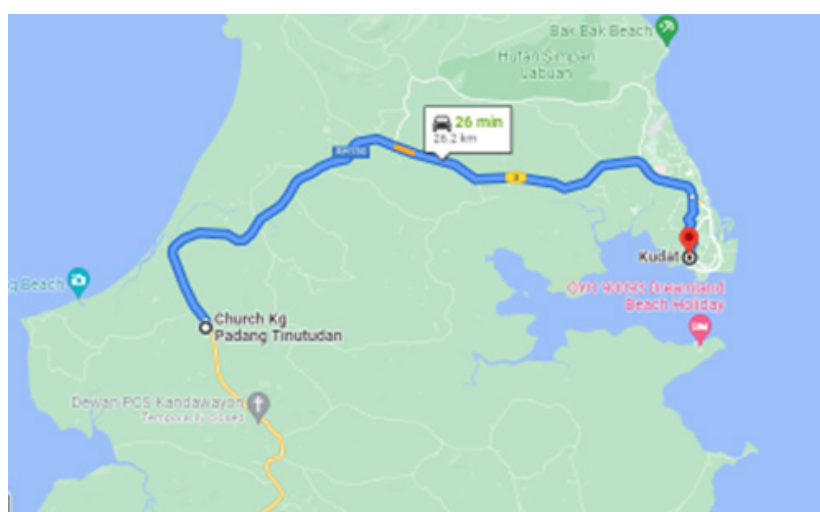 Bak Bak Beach
Hutan Simpan
Labuan
26 min
26.2 km
3
Kudat
OYO 90093 Dreamland
Beach Holiday
g Beach
Church Kg
Padang Tinutudan
Dewan PCS Kandawayon
Temporarily closed